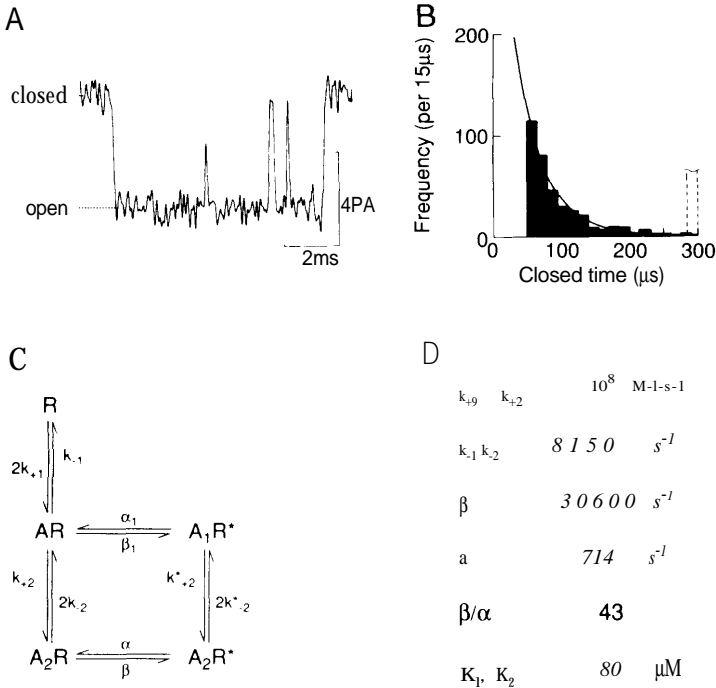 A
closed
open
4PA
2ms
B
Frequency (per 15μs)
200
100
0
0
100
200
300
Closed time (μs)
C
R
2k+1
k-1
AR
α1
β1
A1R*
k+2
2k-2
k*+2
2k*-2
A2R
α
β
A2R*
D
k+9 k+2 10^8 M-l-s-1
k-1 k-2 8150 s-1
β 30600 s-1
a 714 s-1
β/α 43
K1, K2 80 μM